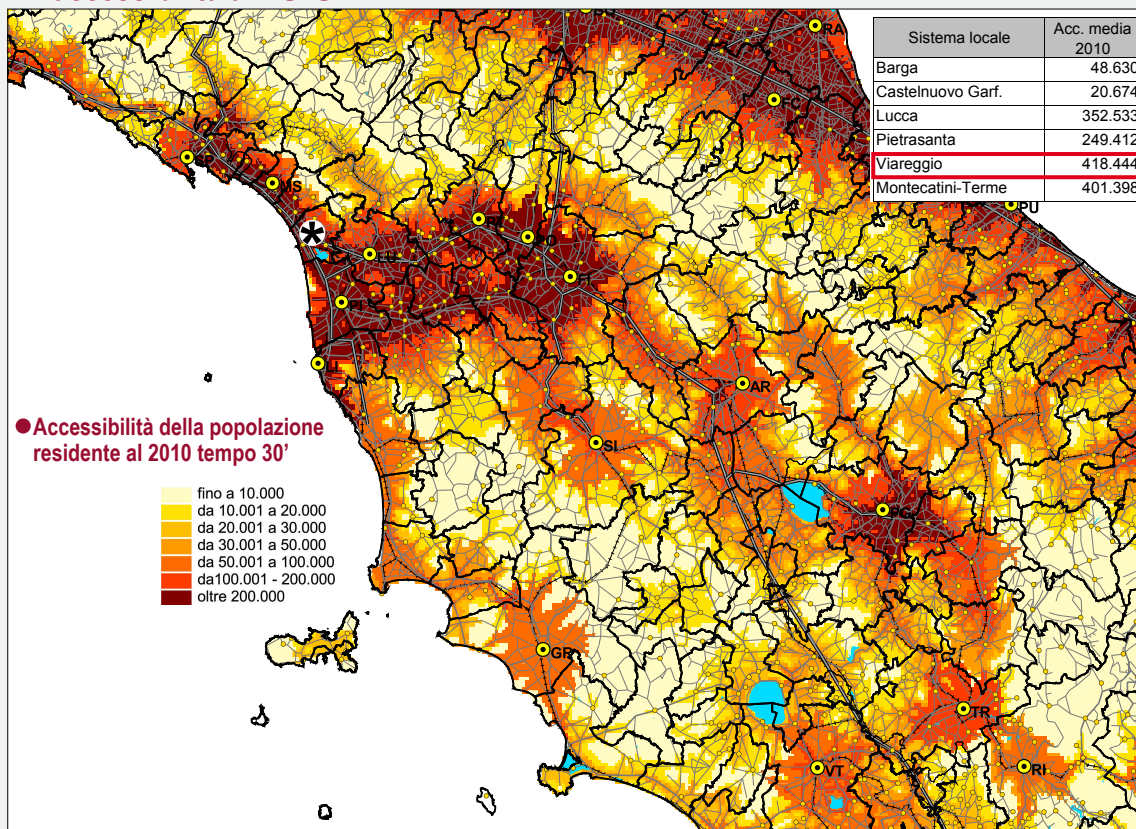 Sistema locale
Acc. media
2010
Barga
48.630
Castelnuovo Garf.
20.674
Lucca
352.533
Pietrasanta
249.412
Viareggio
418.444
Montecatini-Terme
401.398
RA
FC
PU
SP
MS
*
LU
PI
LI
AR
SI
PG
GR
TR
VT
RI
●Accessibilità della popolazione
residente al 2010 tempo 30’
fino a 10.000
da 10.001 a 20.000
da 20.001 a 30.000
da 30.001 a 50.000
da 50.001 a 100.000
da100.001 - 200.000
oltre 200.000